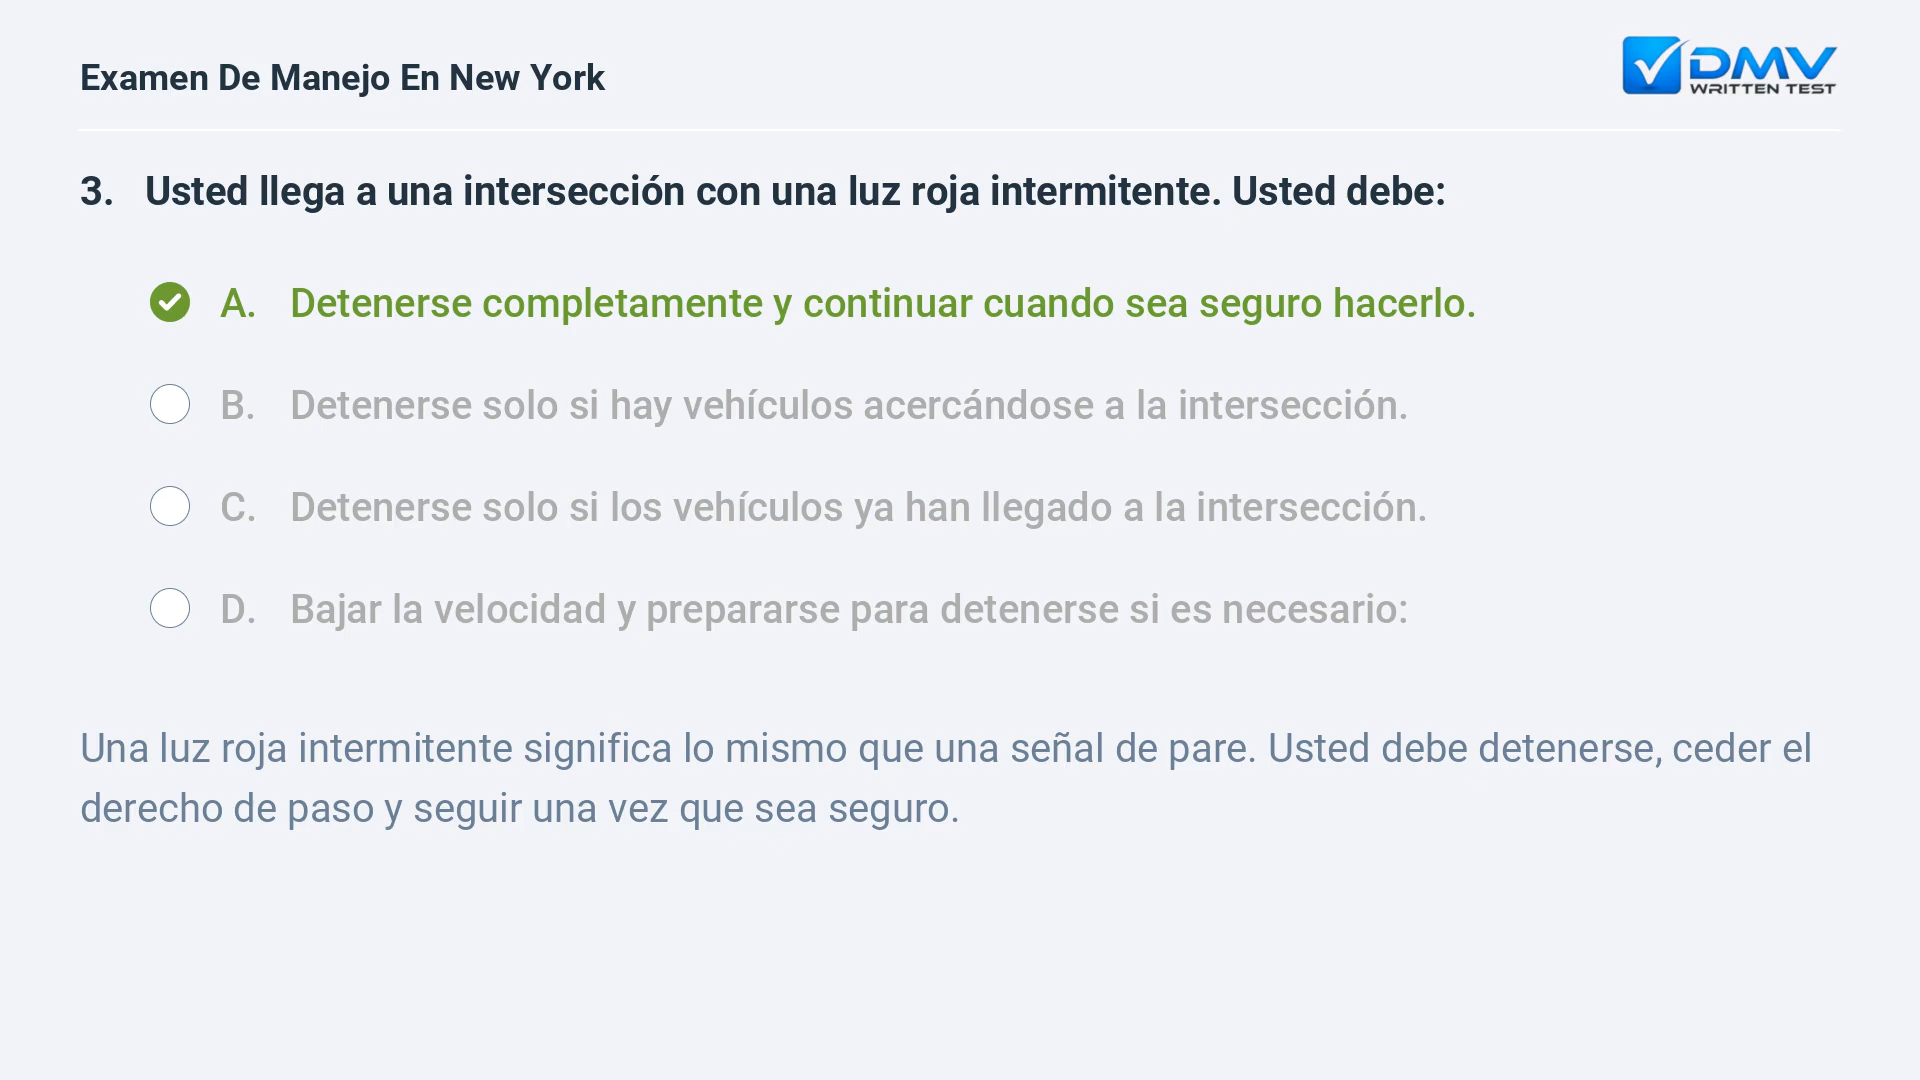 Examen De Manejo En New York
DMV
WRITTEN TEST
3. Usted llega a una intersección con una luz roja intermitente. Usted debe:
A. Detenerse completamente y continuar cuando sea seguro hacerlo.
B. Detenerse solo si hay vehículos acercándose a la intersección.
C. Detenerse solo si los vehículos ya han llegado a la intersección.
D. Bajar la velocidad y prepararse para detenerse si es necesario:
Una luz roja intermitente significa lo mismo que una señal de pare. Usted debe detenerse, ceder el
derecho de paso y seguir una vez que sea seguro.